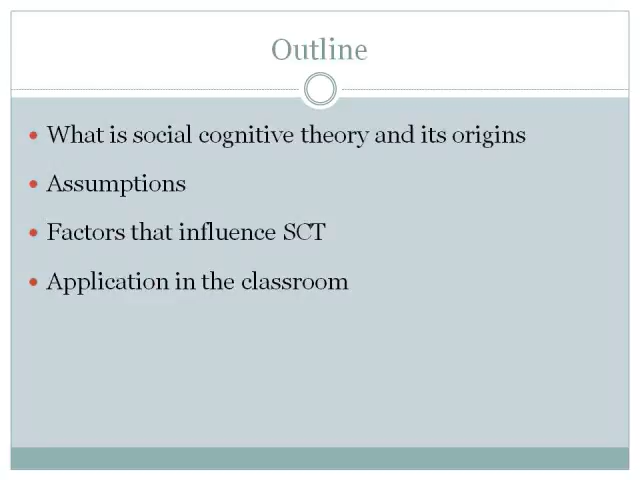 Outline
• What is social cognitive theory and its origins
• Assumptions
• Factors that influence SCT
• Application in the classroom